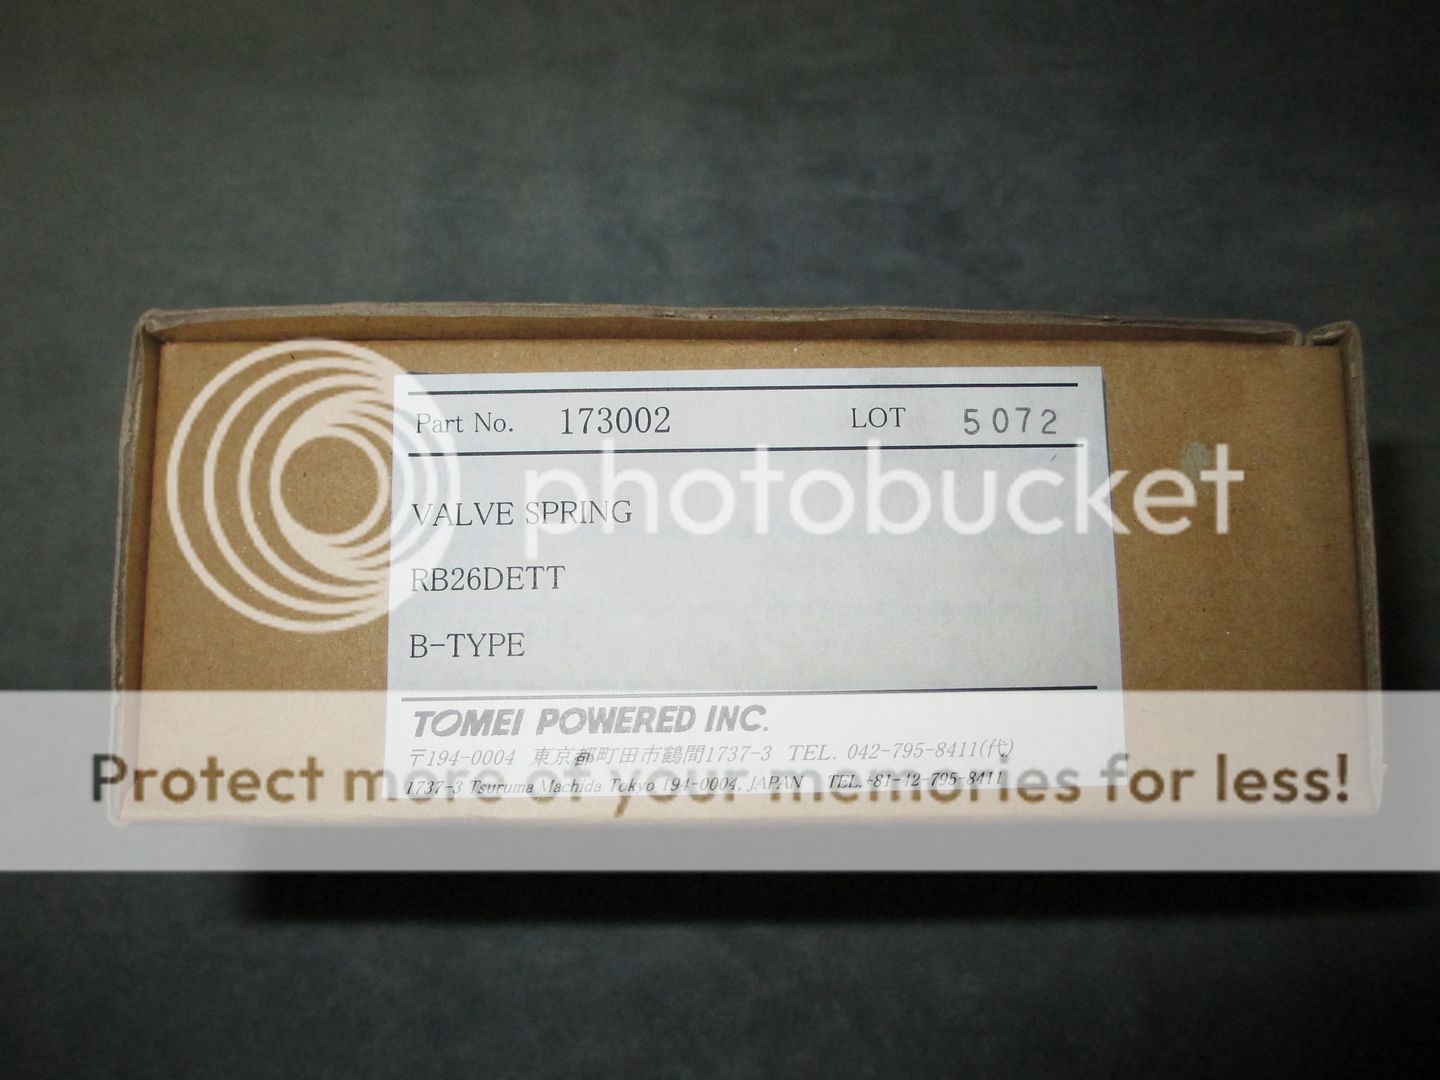 Part No. 173002 LOT 5072
VALVE SPRING
photobucket
RB26DETT
B-TYPE
TOMEI POWERED INC.
〒194-0004 東京都町田市鶴間1737-3 TEL. 042-795-8411(代)
1737-3 Tsuruma Machida Tokyo 194-0004, JAPAN TEL.+81-42-795-8411
Protect more of your memories for less!